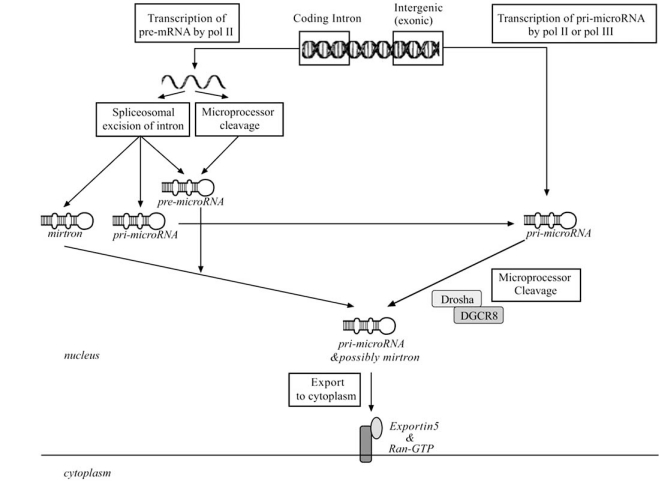 Transcription of
pre-mRNA by pol II
Coding Intron
Intergenic
(exonic)
Transcription of pri-microRNA
by pol II or pol III
Spliceosomal
excision of intron
Microprocessor
cleavage
pre-microRNA
mirtron
pri-microRNA
pri-microRNA
Microprocessor
Cleavage
Drosha
DGCR8
pri-microRNA
&possibly mirtron
nucleus
Export
to cytoplasm
Exportin5
&
Ran-GTP
cytoplasm